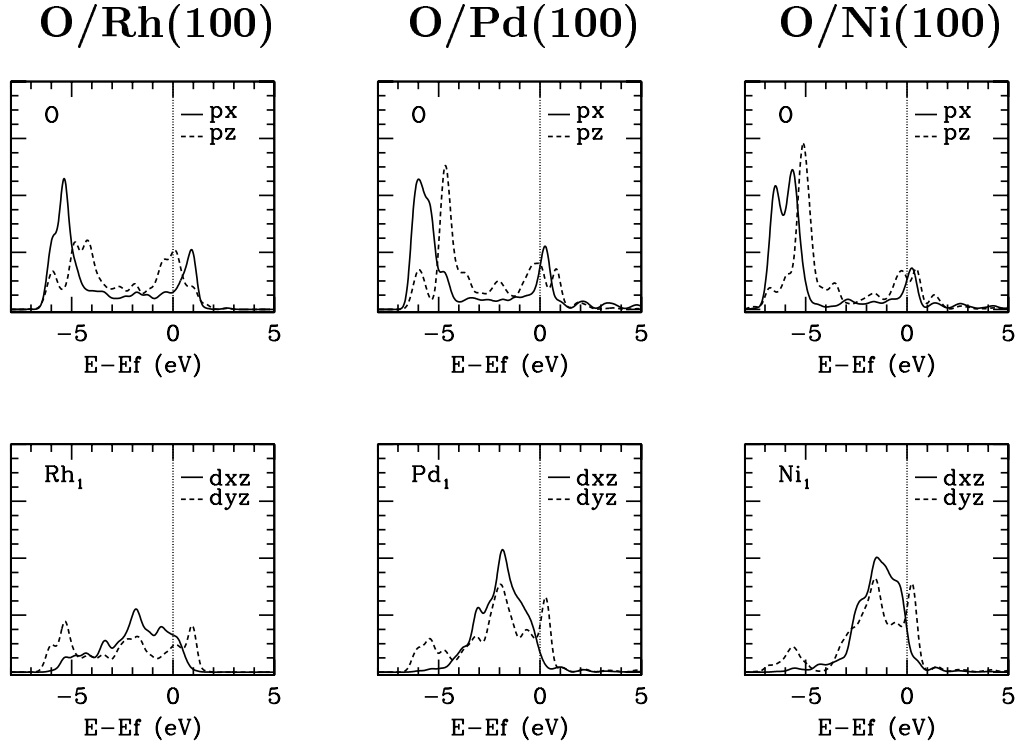 O/Rh(100) O/Pd(100) O/Ni(100)
O px O px O px
pz pz pz
−5 0 5 −5 0 5 −5 0 5
E−Ef (eV) E−Ef (eV) E−Ef (eV)
Rh₁ dxz Pd₁ dxz Ni₁ dxz
dyz dyz dyz
−5 0 5 −5 0 5 −5 0 5
E−Ef (eV) E−Ef (eV) E−Ef (eV)